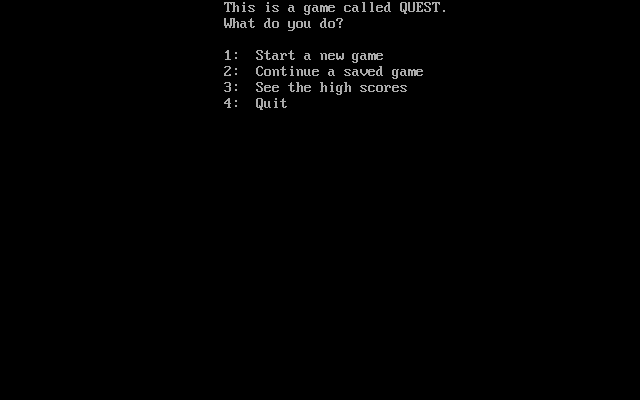 This is a game called QUEST.
What do you do?
1:  Start a new game
2:  Continue a saved game
3:  See the high scores
4:  Quit